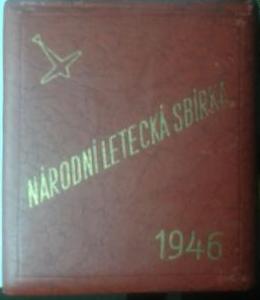 NÁRODNÍ LETECKÁ SBÍRKA
1946